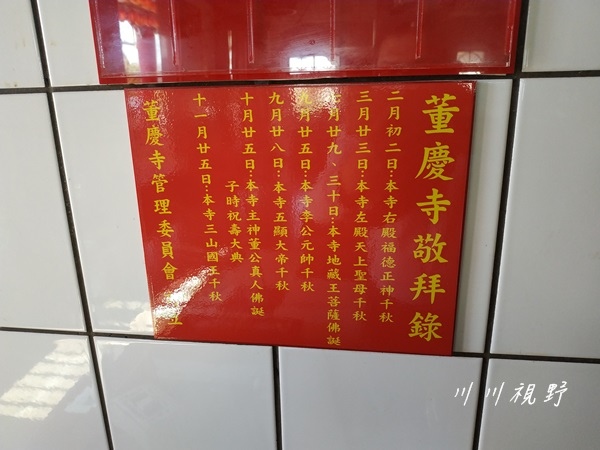 董慶寺敬拜錄
二月初二日：本寺右殿福德正神千秋
三月廿三日：本寺左殿天上聖母千秋
七月廿九、三十日：本寺地藏王菩薩佛誕
九月廿五日：本寺李公元帥千秋
九月廿八日：本寺五顯大帝千秋
十月廿五日：本寺主神董公真人佛誕
子時祝壽大典
十一月廿五日：本寺三山國王千秋
董慶寺管理委員會 立
川川視野